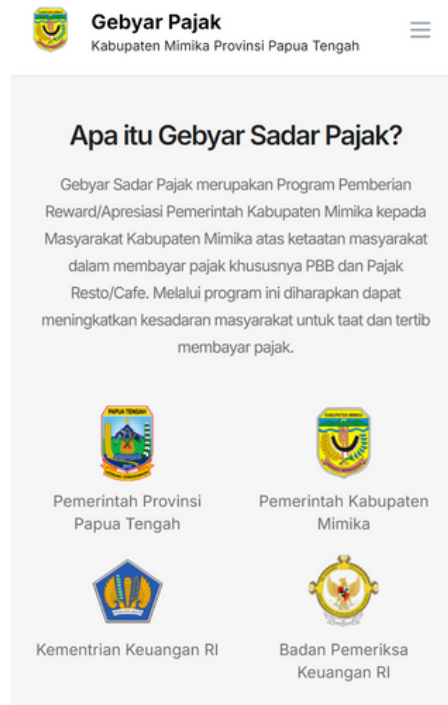 Gebyar Pajak
Kabupaten Mimika Provinsi Papua Tengah
Apa itu Gebyar Sadar Pajak?
Gebyar Sadar Pajak merupakan Program Pemberian
Reward/Apresiasi Pemerintah Kabupaten Mimika kepada
Masyarakat Kabupaten Mimika atas ketaatan masyarakat
dalam membayar pajak khususnya PBB dan Pajak
Resto/Cafe. Melalui program ini diharapkan dapat
meningkatkan kesadaran masyarakat untuk taat dan tertib
membayar pajak.
PAPUA TENGAH
KABUPATEN MIMIKA
Pemerintah Provinsi
Papua Tengah
Pemerintah Kabupaten
Mimika
Kementrian Keuangan RI
Badan Pemeriksa
Keuangan RI